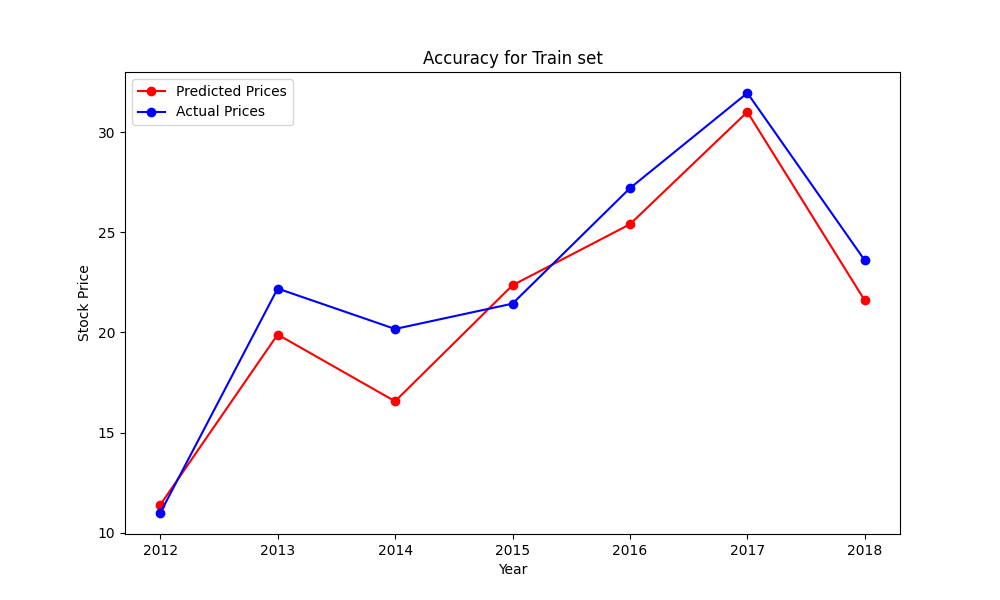 Accuracy for Train set
Predicted Prices
Actual Prices
Stock Price
30
25
20
15
10
2012 2013 2014 2015 2016 2017 2018
Year